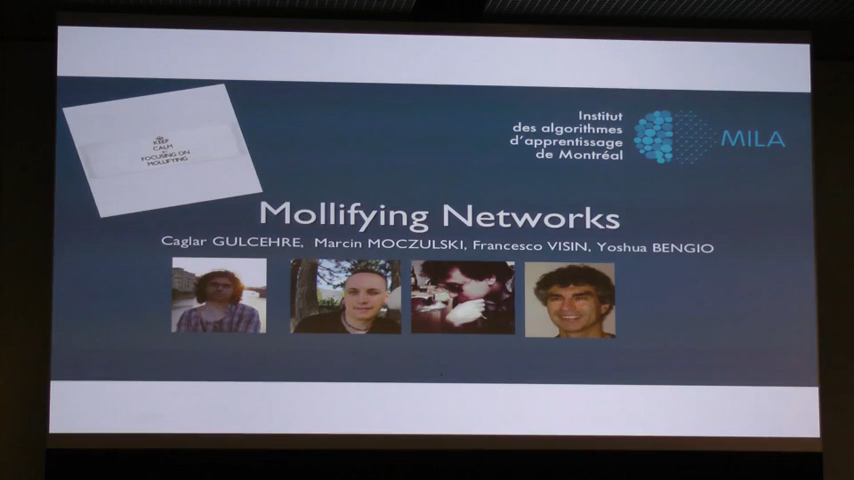 KEEP
CALM
FOCUSING ON
MOLLIFYING
Institut
des algorithmes
d'apprentissage
de Montréal
MILA
Mollifying Networks
Caglar GULCEHRE, Marcin MOCZULSKI, Francesco VISIN, Yoshua BENGIO